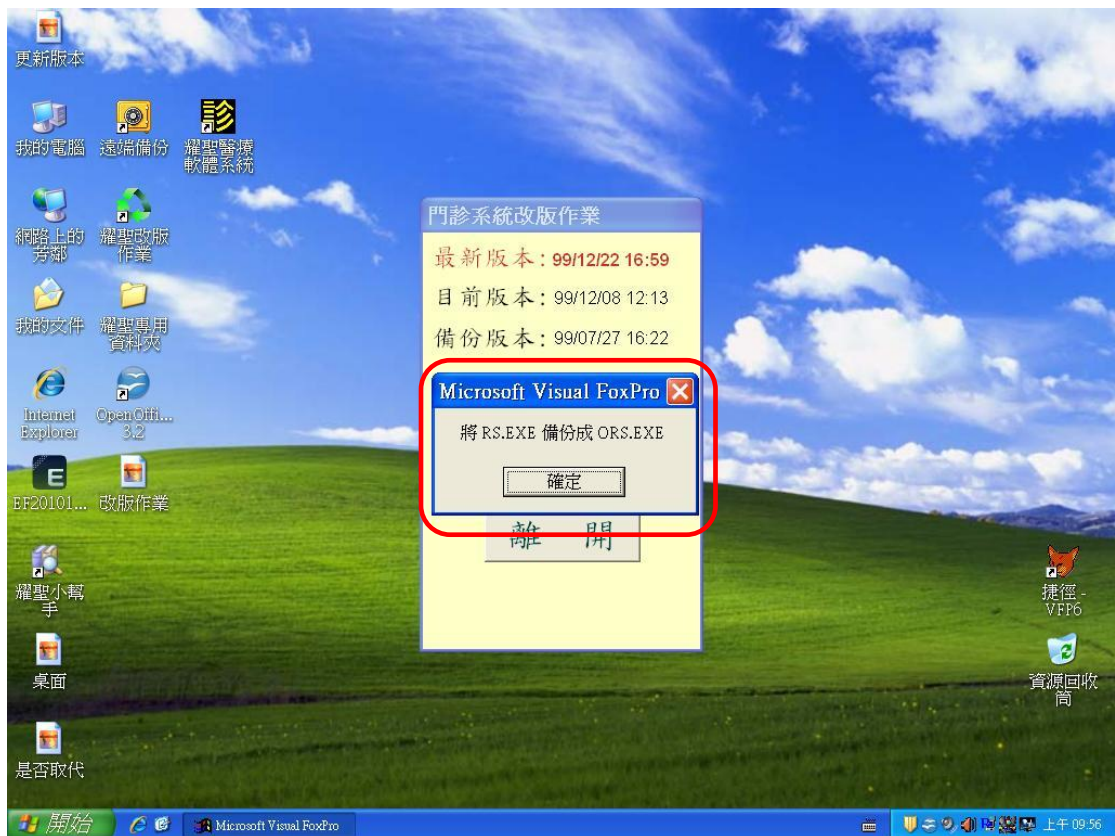 更新版本
我的電腦
遠端備份
耀聖醫療
軟體系統
網路上的
芳鄰
耀聖改版
作業
我的文件
耀聖專用
資料夾
Internet
Explorer
OpenOffi...
3.2
EF20101...
改版作業
耀聖小幫
手
桌面
是否取代
門診系統改版作業
最新版本：99/12/22 16:59
目前版本：99/12/08 12:13
備份版本：99/07/27 16:22
Microsoft Visual FoxPro
將 RS.EXE 備份成 ORS.EXE
確定
離 開
捷徑 -
VFP6
資源回收
筒
開始
Microsoft Visual FoxPro
上午 09:56
診